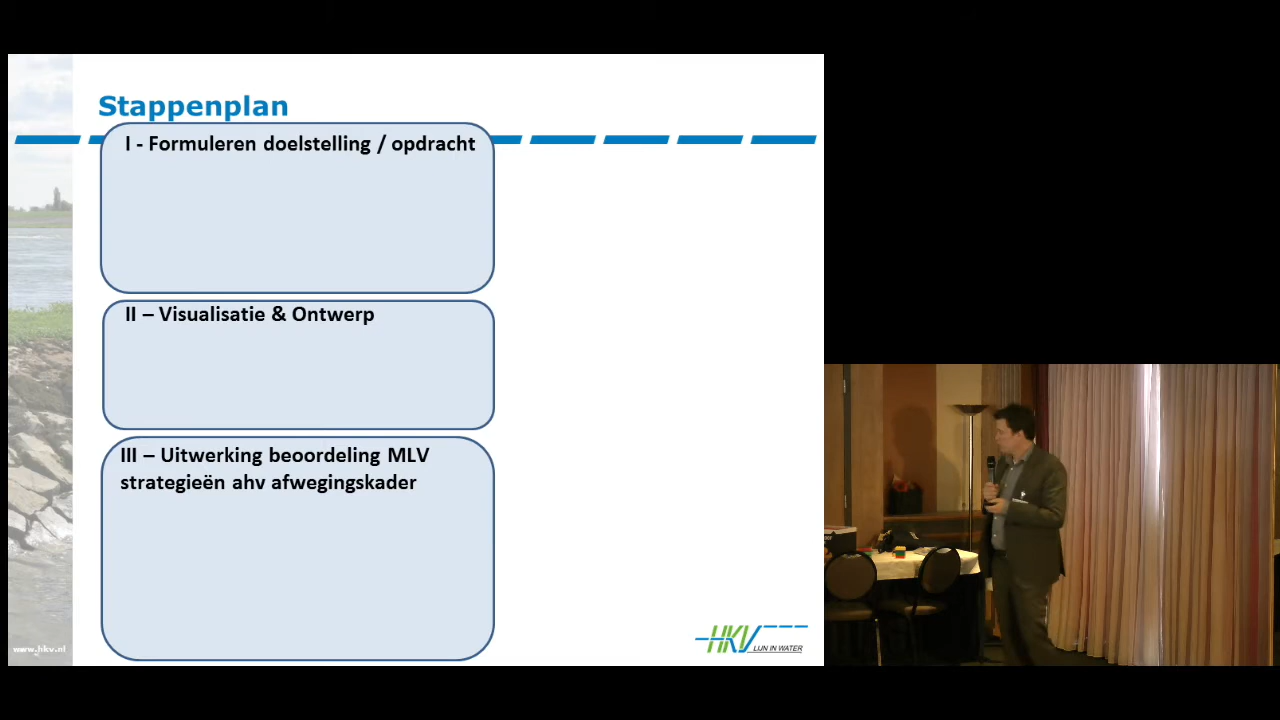 Stappenplan
I - Formuleren doelstelling / opdracht
II – Visualisatie & Ontwerp
III – Uitwerking beoordeling MLV
strategieën ahv afwegingskader
www.hkv.nl
HKV
LIJN IN WATER